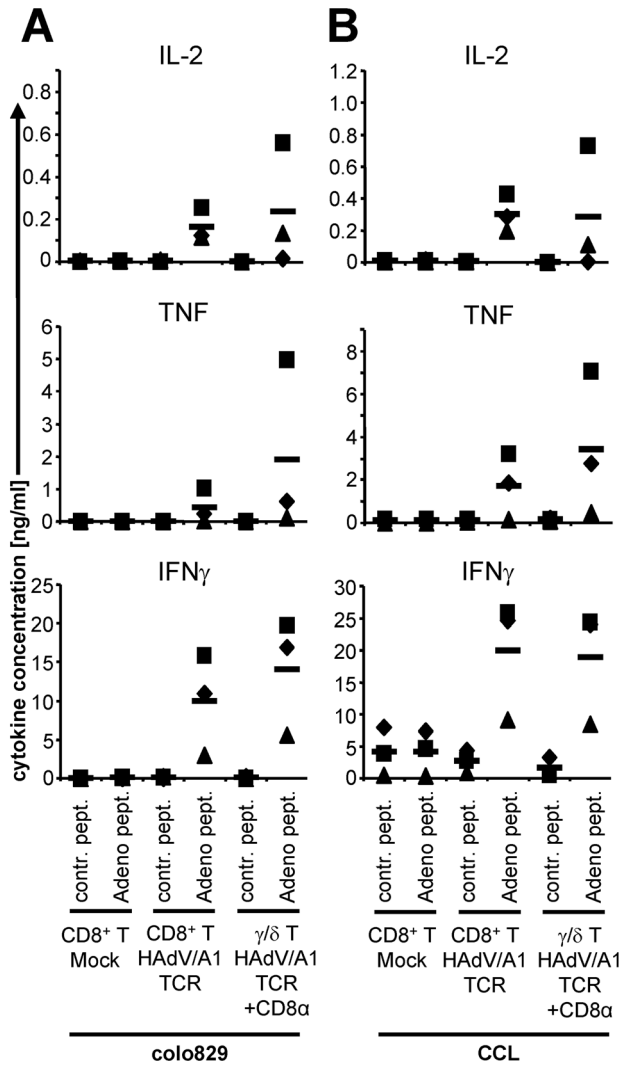 A
B
IL-2
IL-2
0.8
0.6
0.4
0.2
0
1.2
1.0
0.8
0.6
0.4
0.2
0
TNF
TNF
6
5
4
3
2
1
0
8
6
4
2
0
IFNγ
IFNγ
25
20
15
10
5
0
30
25
20
15
10
5
0
cytokine concentration [ng/ml]
contr. pept.
Adeno pept.
contr. pept.
Adeno pept.
contr. pept.
Adeno pept.
contr. pept.
Adeno pept.
contr. pept.
Adeno pept.
contr. pept.
Adeno pept.
CD8⁺ T
Mock
CD8⁺ T
HAdV/A1
TCR
γ/δ T
HAdV/A1
TCR
+CD8α
CD8⁺ T
Mock
CD8⁺ T
HAdV/A1
TCR
γ/δ T
HAdV/A1
TCR
+CD8α
colo829
CCL